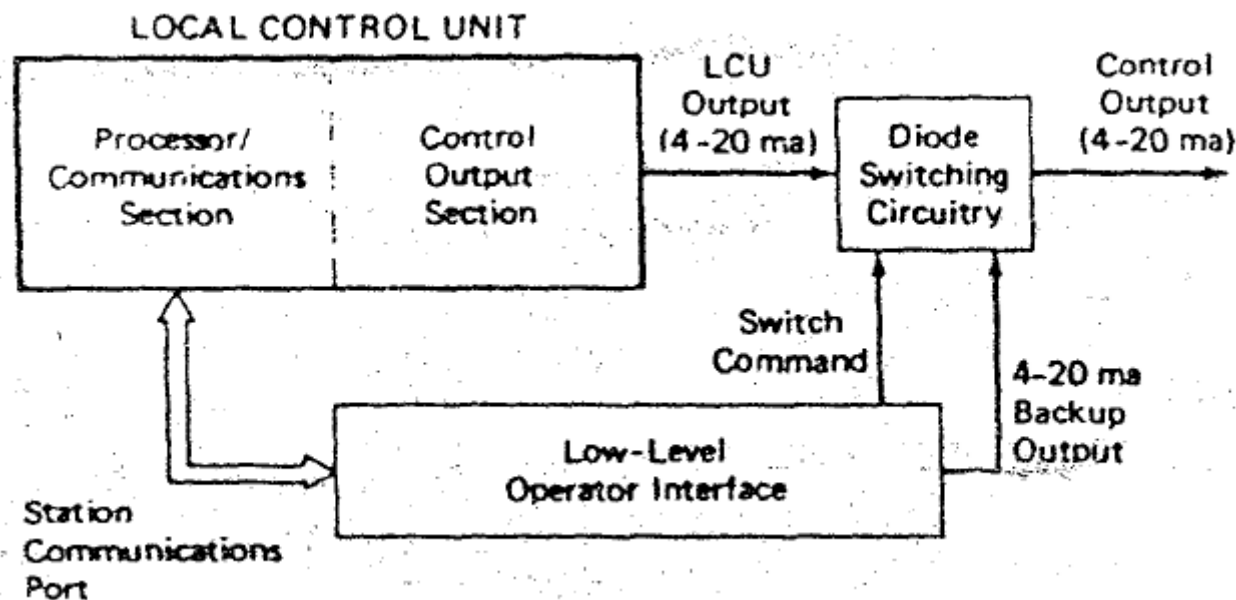 LOCAL CONTROL UNIT
Processor/
Communications
Section
Control
Output
Section
LCU
Output
(4-20 ma)
Diode
Switching
Circuitry
Control
Output
(4-20 ma)
Switch
Command
4-20 ma
Backup
Output
Low-Level
Operator Interface
Station
Communications
Port